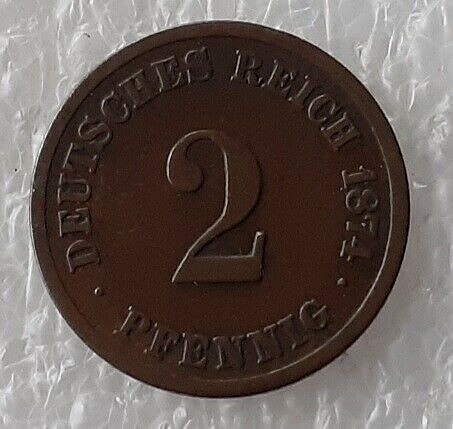 DEUTSCHES REICH 1874 ·
2
· PFENNIG